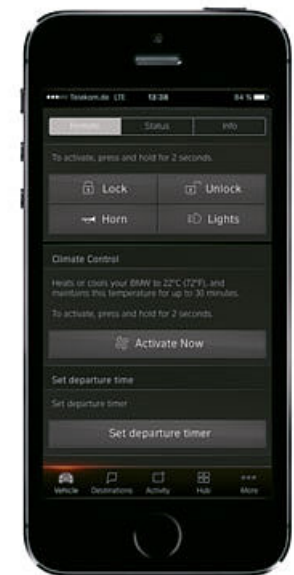 Telekom.de LTE 13:38 84 %
Remote Status Info
To activate, press and hold for 2 seconds.
Lock Unlock
Horn Lights
Climate Control
Heats or cools your BMW to 22°C (72°F), and
maintains this temperature for up to 30 minutes.
To activate, press and hold for 2 seconds.
Activate Now
Set departure time
Set departure timer
Set departure timer
Vehicle Destinations Activity Hub More